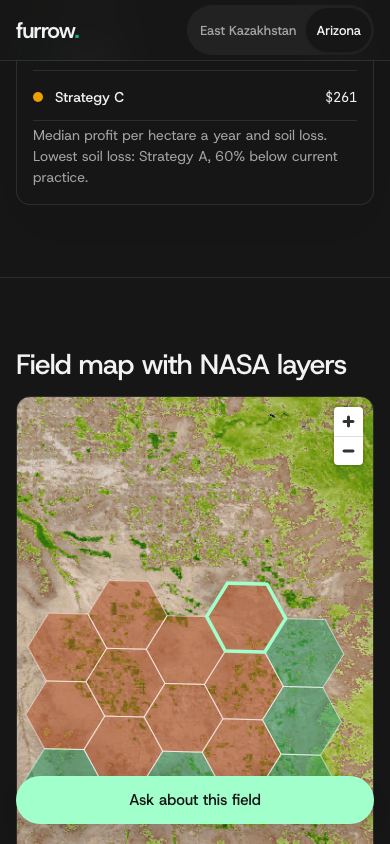 furrow.
East Kazakhstan
Arizona
Strategy C
$261
Median profit per hectare a year and soil loss.
Lowest soil loss: Strategy A, 60% below current
practice.
Field map with NASA layers
+
−
Ask about this field